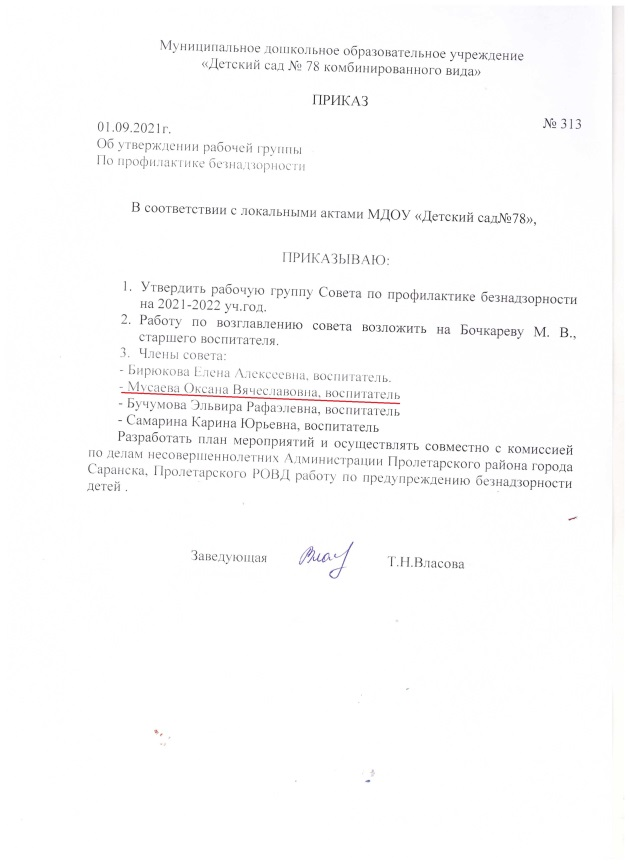 Муниципальное дошкольное образовательное учреждение
«Детский сад № 78 комбинированного вида»
ПРИКАЗ
№ 313
01.09.2021г.
Об утверждении рабочей группы
По профилактике безнадзорности
В соответствии с локальными актами МДОУ «Детский сад№78»,
ПРИКАЗЫВАЮ:
1. Утвердить рабочую группу Совета по профилактике безнадзорности
на 2021-2022 уч.год.
2. Работу по возглавлению совета возложить на Бочкареву М. В.,
старшего воспитателя.
3. Члены совета:
- Бирюкова Елена Алексеевна, воспитатель.
- Мусаева Оксана Вячеславовна, воспитатель
- Бучумова Эльвира Рафаэлевна, воспитатель
- Самарина Карина Юрьевна, воспитатель
Разработать план мероприятий и осуществлять совместно с комиссией
по делам несовершеннолетних Администрации Пролетарского района города
Саранска, Пролетарского РОВД работу по предупреждению безнадзорности
детей .
Заведующая Т.Н.Власова